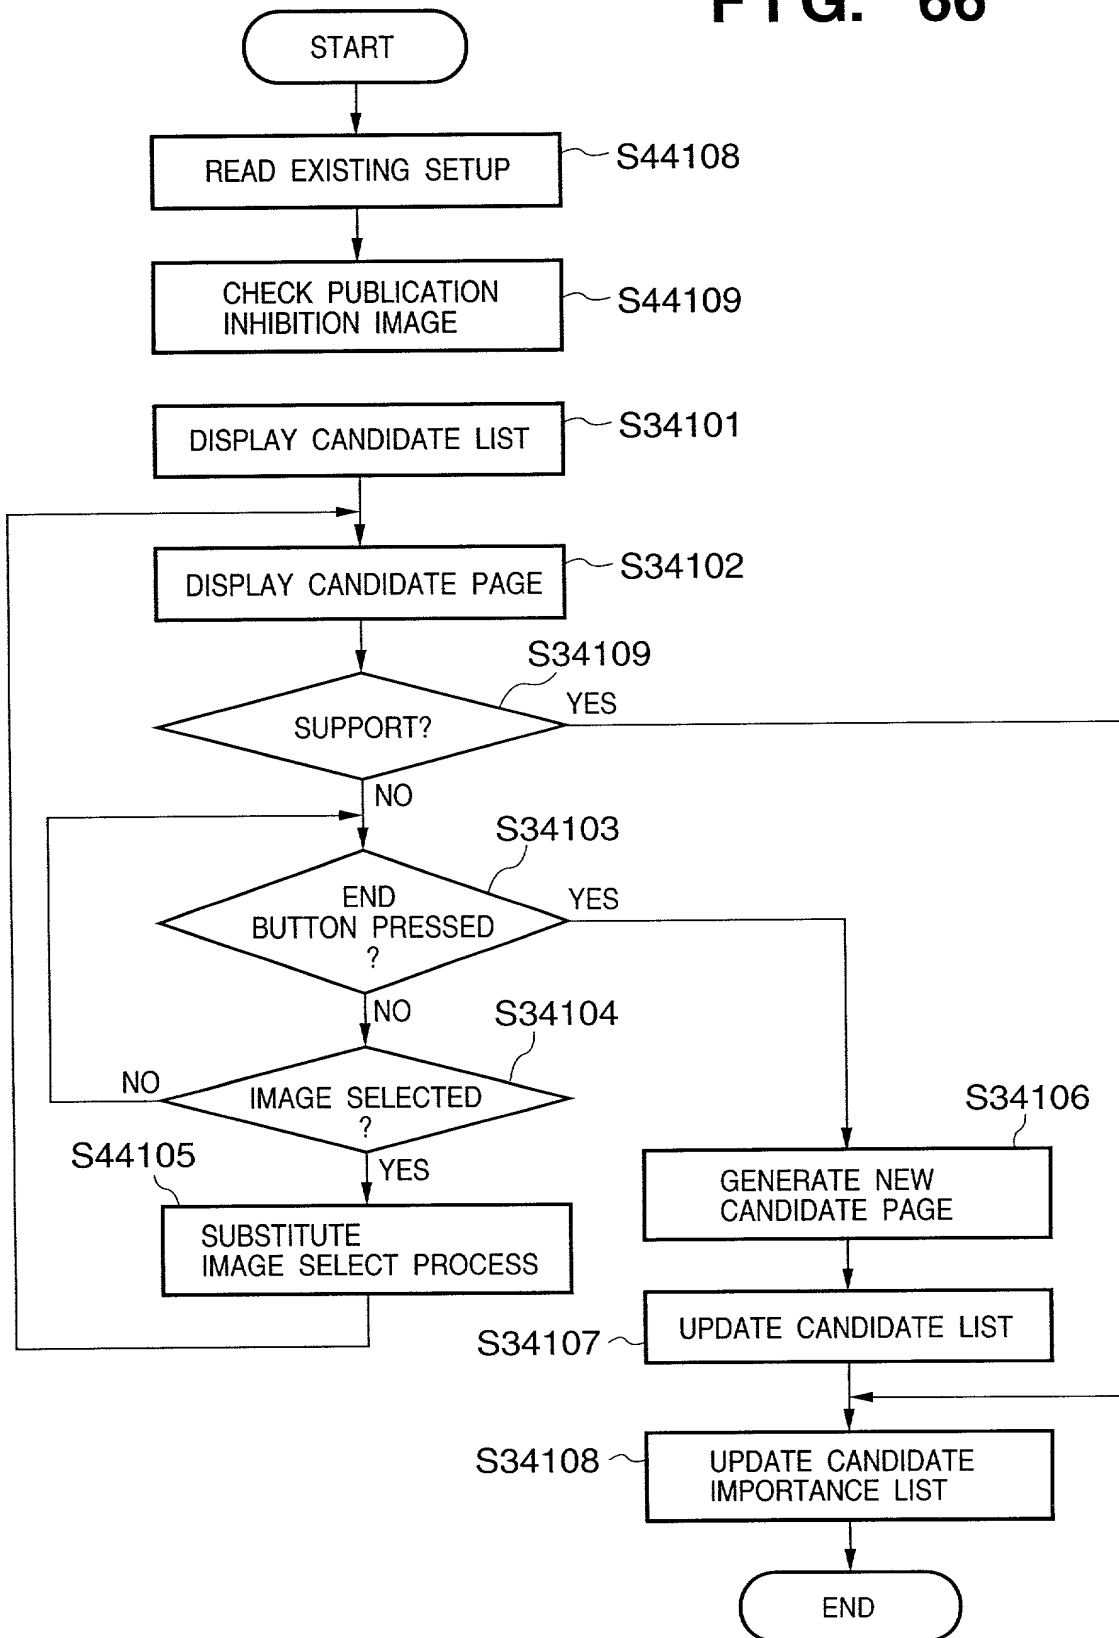 FIG. 66
START
READ EXISTING SETUP
S44108
CHECK PUBLICATION
INHIBITION IMAGE
S44109
DISPLAY CANDIDATE LIST
S34101
DISPLAY CANDIDATE PAGE
S34102
S34109
SUPPORT?
YES
NO
S34103
END
BUTTON PRESSED
?
YES
NO
S34104
IMAGE SELECTED
?
NO
YES
S44105
SUBSTITUTE
IMAGE SELECT PROCESS
S34106
GENERATE NEW
CANDIDATE PAGE
S34107
UPDATE CANDIDATE LIST
S34108
UPDATE CANDIDATE
IMPORTANCE LIST
END